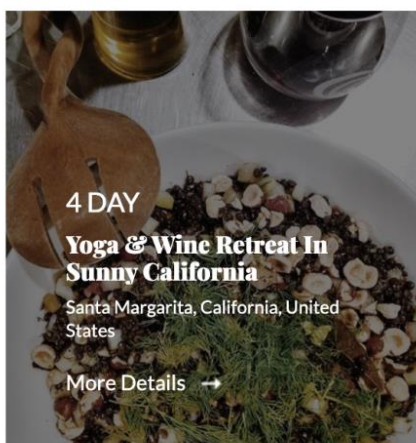 4 DAY
Yoga & Wine Retreat In
Sunny California
Santa Margarita, California, United
States
More Details →